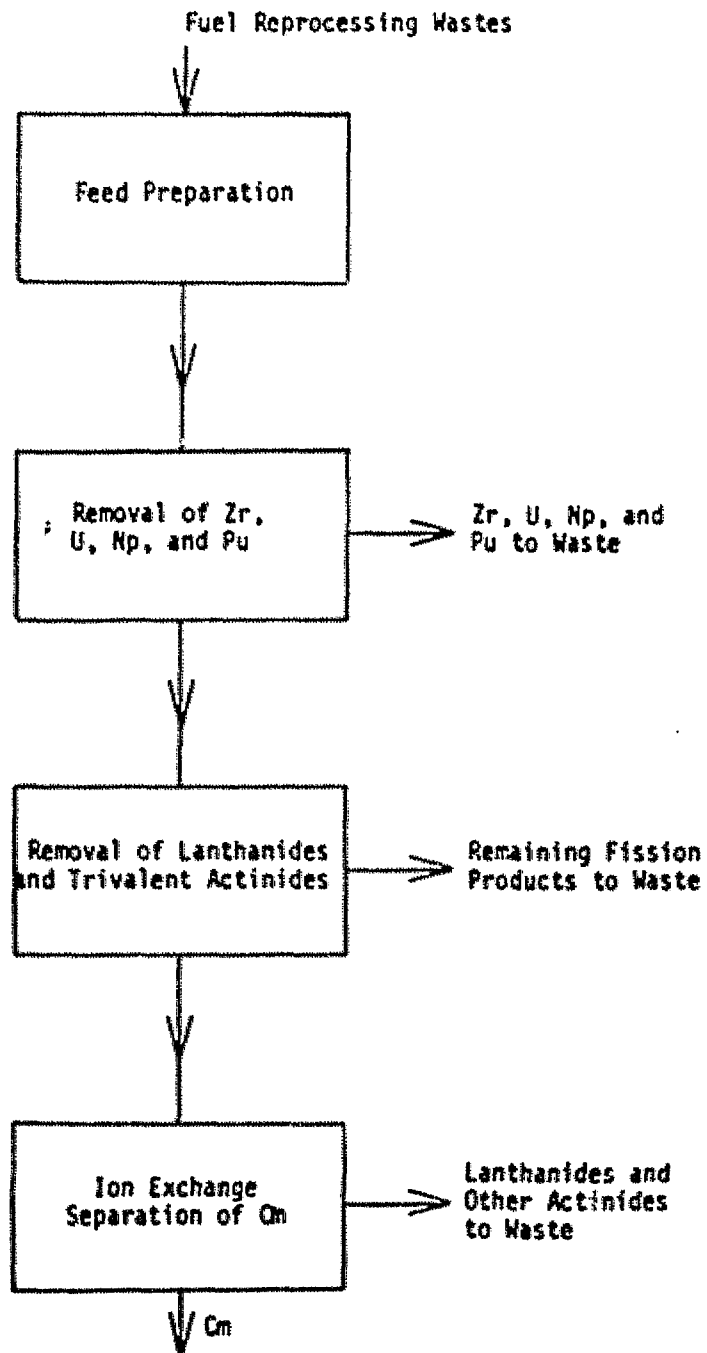 Fuel Reprocessing Wastes
Feed Preparation
; Removal of Zr,
U, Np, and Pu
Zr, U, Np, and
Pu to Waste
Removal of Lanthanides
and Trivalent Actinides
Remaining Fission
Products to Waste
Ion Exchange
Separation of Cm
Lanthanides and
Other Actinides
to Waste
Cm